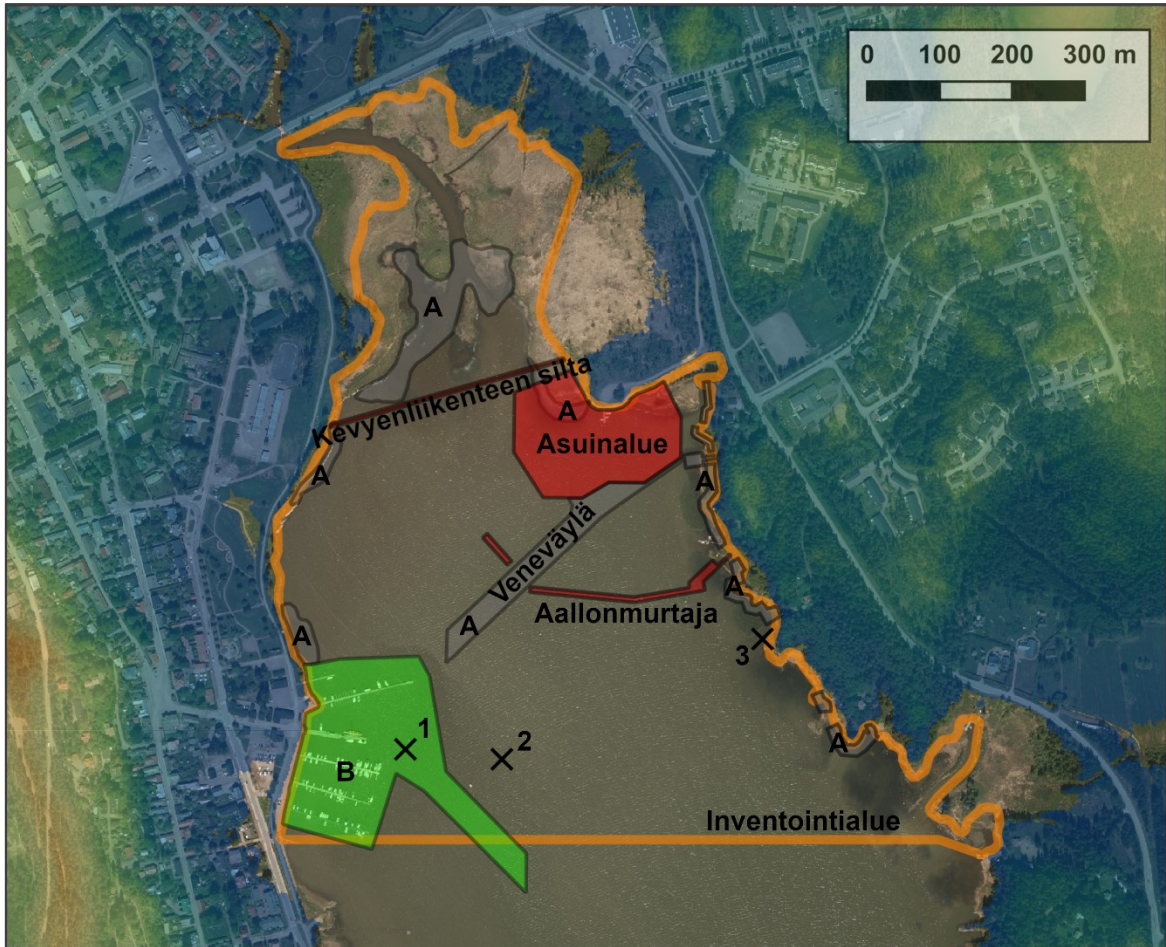 0 100 200 300 m
A
Kevyenliikenteen silta
A
Asuinalue
A
A
Veneväylä
A
A
Aallonmurtaja
A
A
3
1
2
A
B
Inventointialue